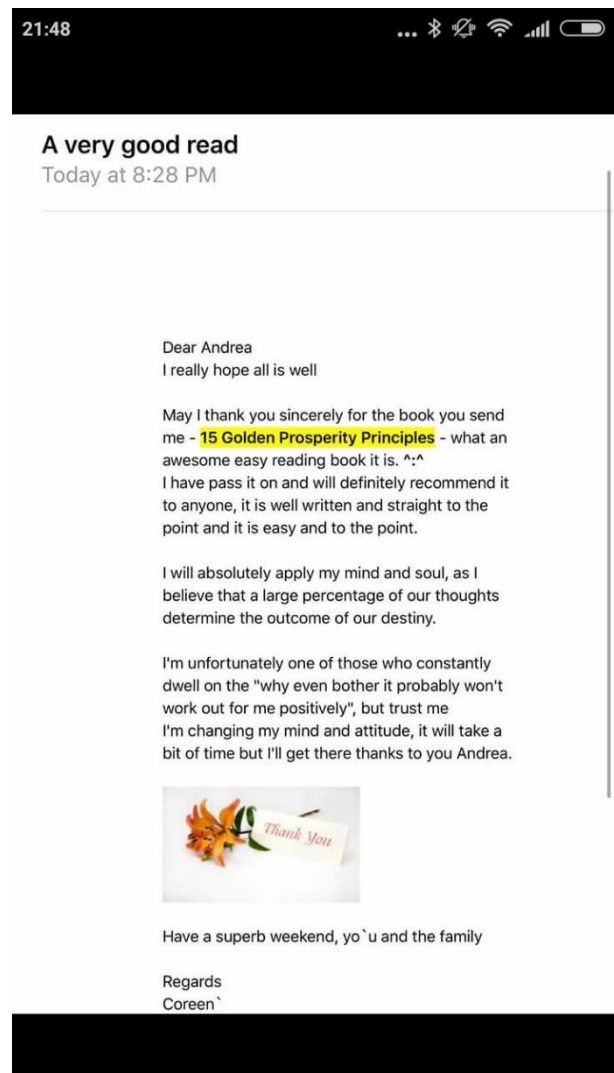 21:48
A very good read
Today at 8:28 PM
Dear Andrea
I really hope all is well
May I thank you sincerely for the book you send
me - 15 Golden Prosperity Principles - what an
awesome easy reading book it is. ^:^
I have pass it on and will definitely recommend it
to anyone, it is well written and straight to the
point and it is easy and to the point.
I will absolutely apply my mind and soul, as I
believe that a large percentage of our thoughts
determine the outcome of our destiny.
I'm unfortunately one of those who constantly
dwell on the "why even bother it probably won't
work out for me positively", but trust me
I'm changing my mind and attitude, it will take a
bit of time but I'll get there thanks to you Andrea.
Thank You
Have a superb weekend, yo`u and the family
Regards
Coreen`